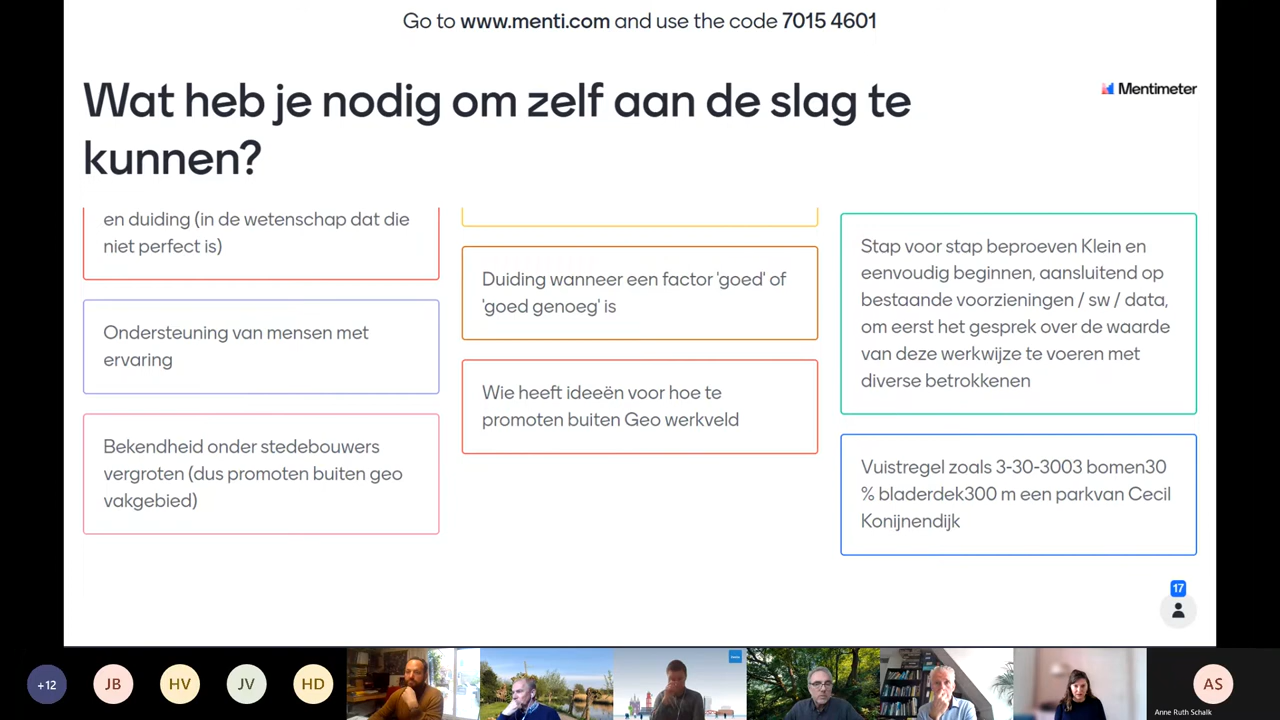 Go to www.menti.com and use the code 7015 4601
Wat heb je nodig om zelf aan de slag te
kunnen?
Mentimeter
en duiding (in de wetenschap dat die
niet perfect is)
Ondersteuning van mensen met
ervaring
Bekendheid onder stedebouwers
vergroten (dus promoten buiten geo
vakgebied)
Duiding wanneer een factor 'goed' of
'goed genoeg' is
Wie heeft ideeën voor hoe te
promoten buiten Geo werkveld
Stap voor stap beproeven Klein en
eenvoudig beginnen, aansluitend op
bestaande voorzieningen / sw / data,
om eerst het gesprek over de waarde
van deze werkwijze te voeren met
diverse betrokkenen
Vuistregel zoals 3-30-3003 bomen30
% bladerdek300 m een parkvan Cecil
Konijnendijk
17
+12
JB
HV
JV
HD
AS
Anne Ruth Schalk